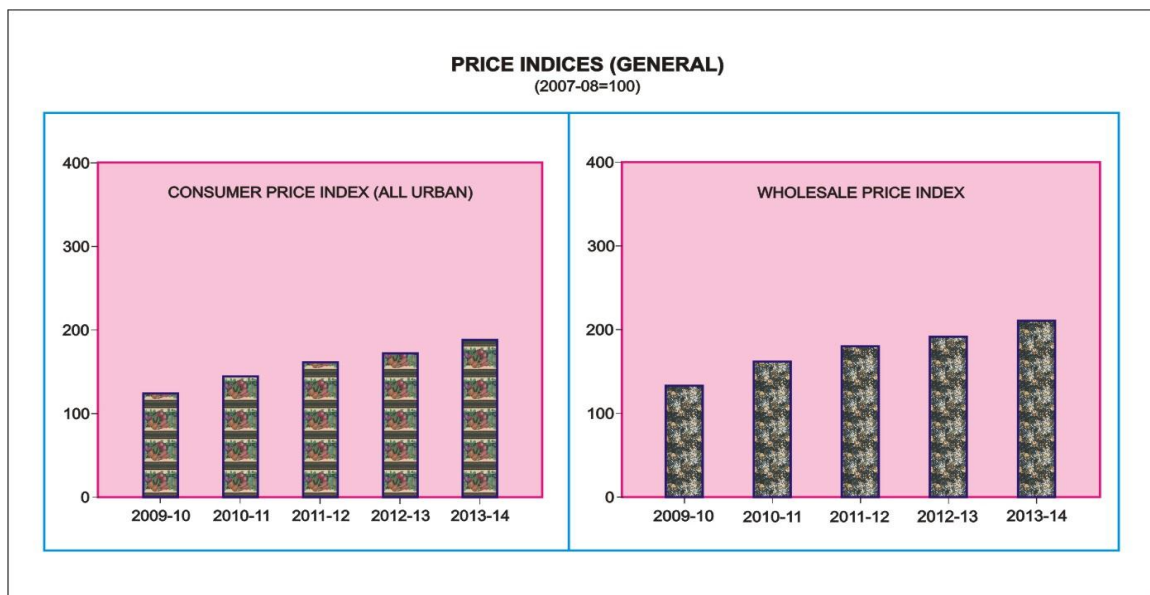 PRICE INDICES (GENERAL)
(2007-08=100)
CONSUMER PRICE INDEX (ALL URBAN)
400
300
200
100
0
2009-10 2010-11 2011-12 2012-13 2013-14
WHOLESALE PRICE INDEX
400
300
200
100
0
2009-10 2010-11 2011-12 2012-13 2013-14